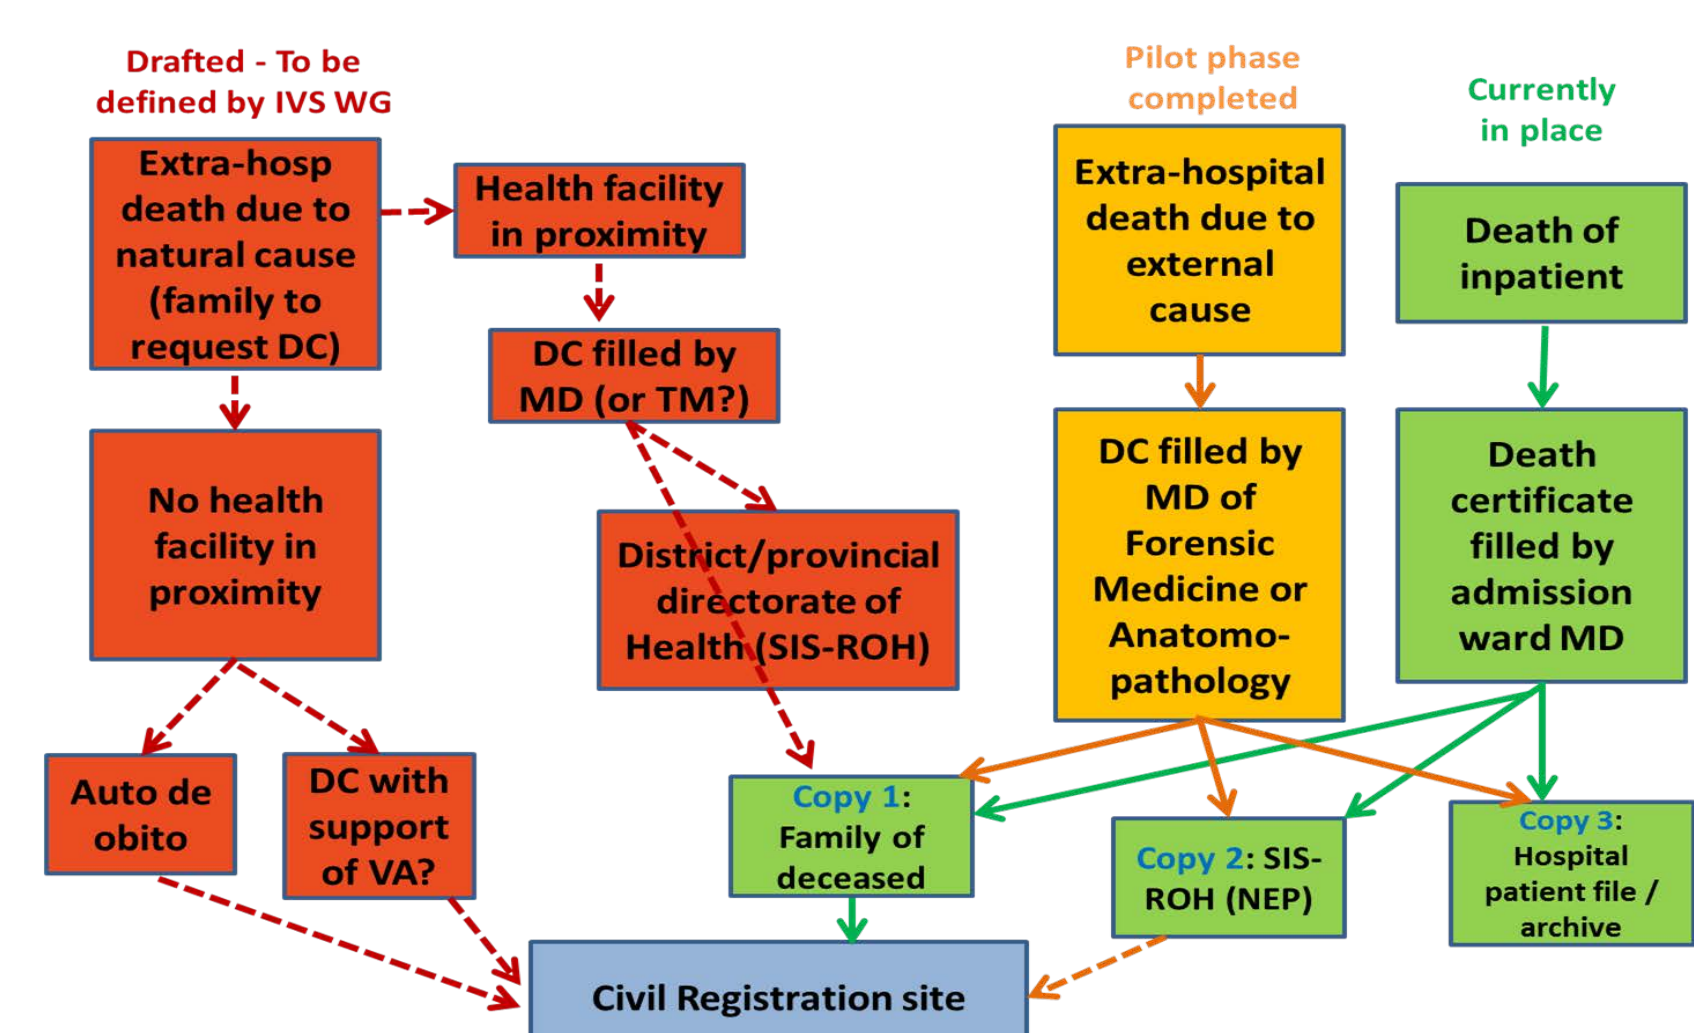 Drafted - To be
defined by IVS WG
Extra-hosp
death due to
natural cause
(family to
request DC)
Health facility
in proximity
DC filled by
MD (or TM?)
No health
facility in
proximity
District/provincial
directorate of
Health (SIS-ROH)
Auto de
obito
DC with
support
of VA?
Pilot phase
completed
Extra-hospital
death due to
external
cause
DC filled by
MD of
Forensic
Medicine or
Anatomo-
pathology
Currently
in place
Death of
inpatient
Death
certificate
filled by
admission
ward MD
Copy 1:
Family of
deceased
Copy 2: SIS-
ROH (NEP)
Copy 3:
Hospital
patient file /
archive
Civil Registration site